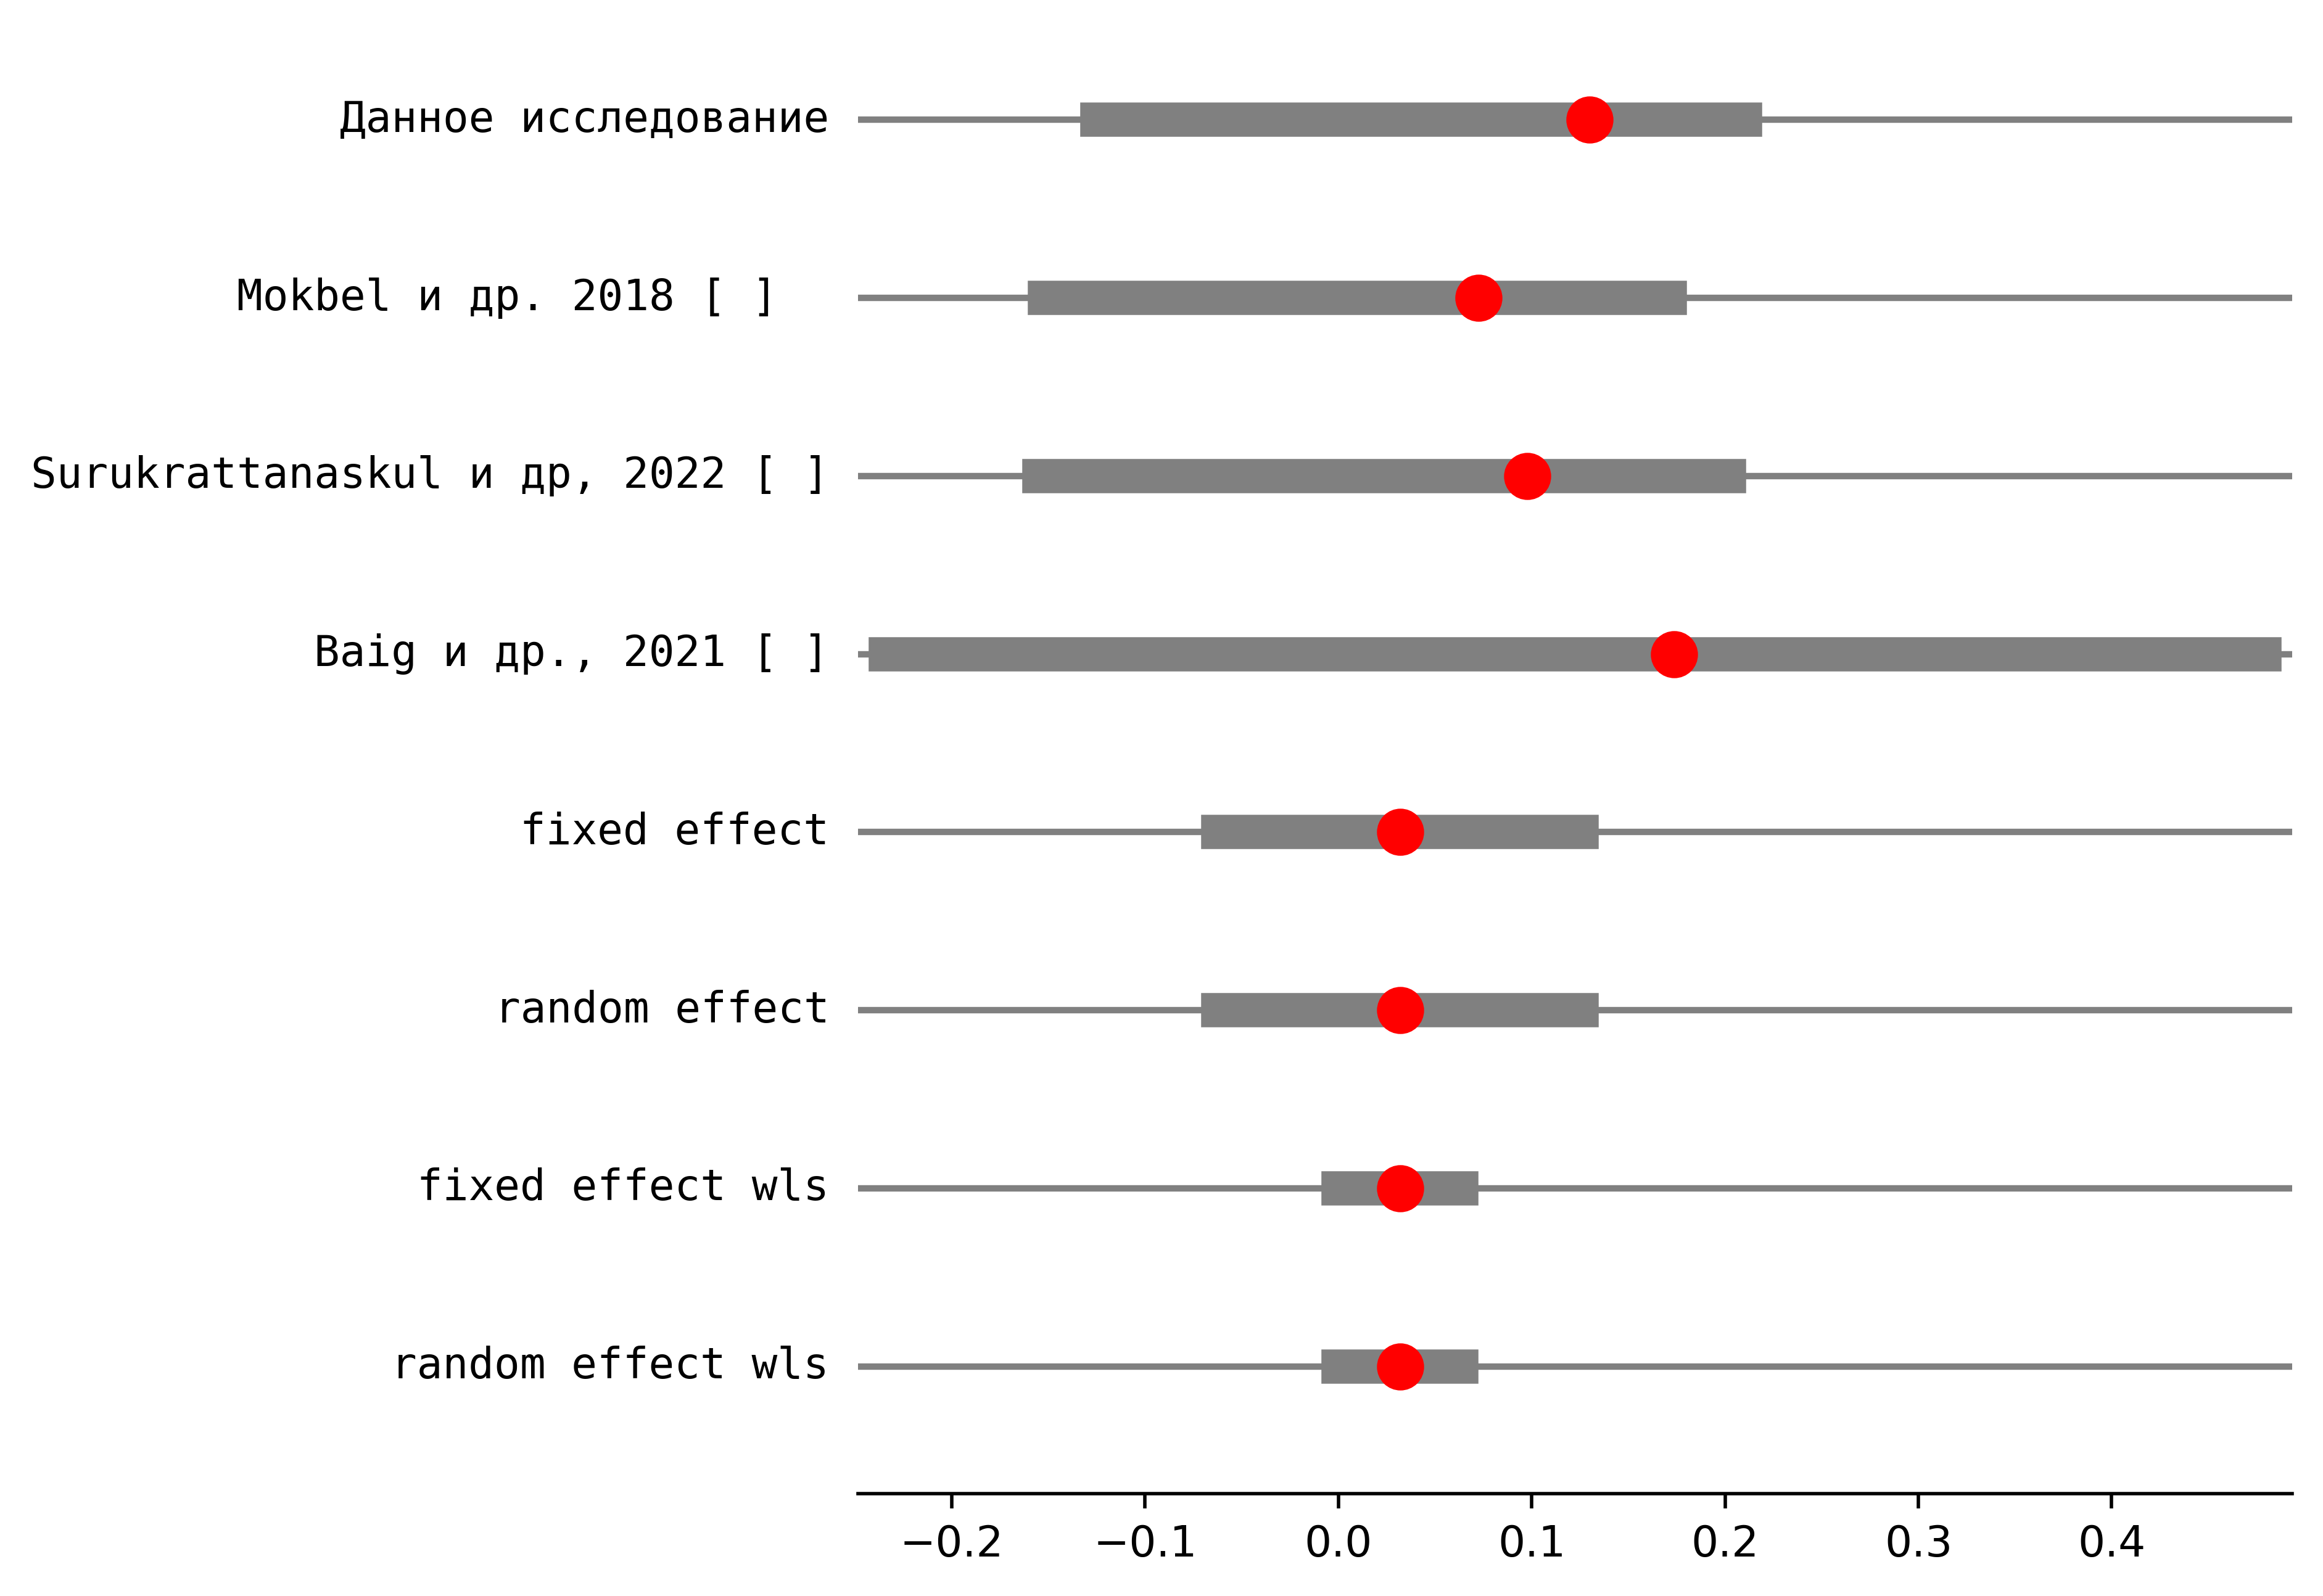 Данное исследование
Mokbel и др. 2018 [ ]
Surukrattanaskul и др, 2022 [ ]
Baig и др., 2021 [ ]
fixed effect
random effect
fixed effect wls
random effect wls
−0.2 −0.1 0.0 0.1 0.2 0.3 0.4